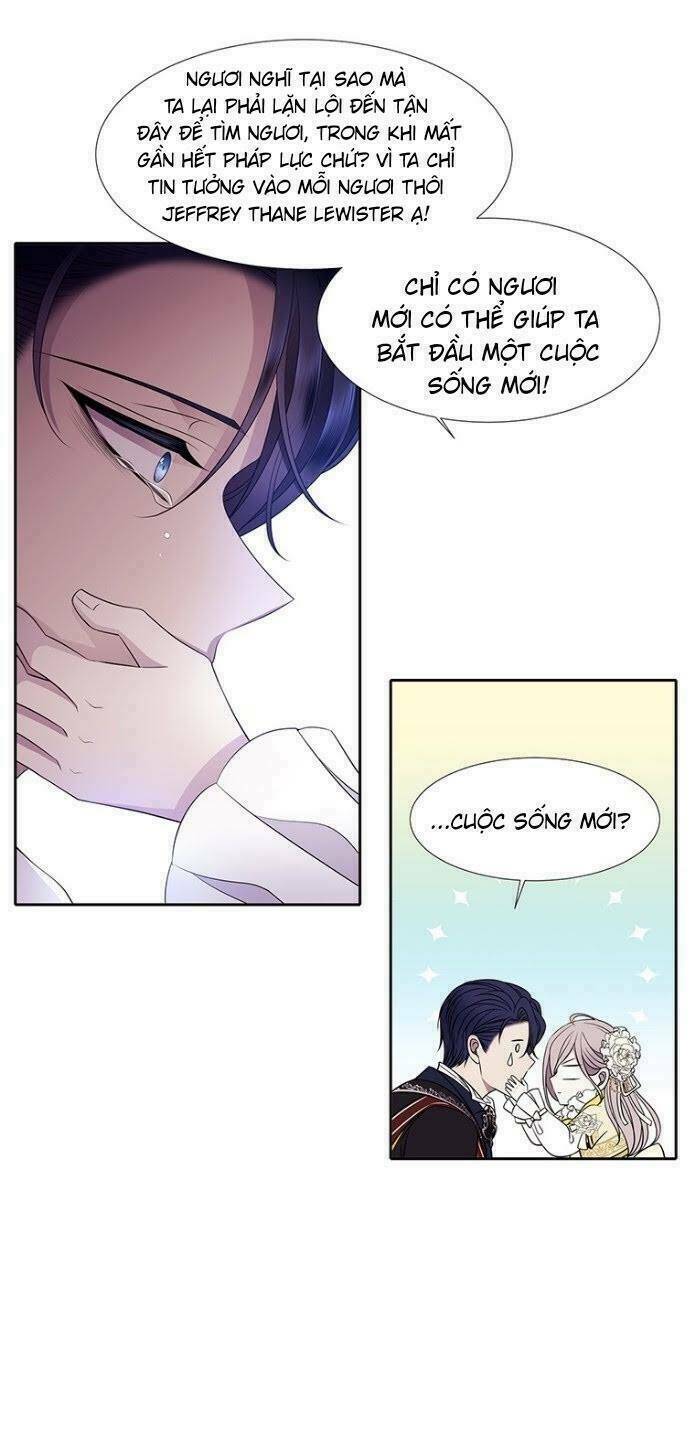 NGƯƠI NGHĨ TẠI SAO MÀ
TA LẠI PHẢI LẶN LỘI ĐẾN TẬN
ĐÂY ĐỂ TÌM NGƯƠI, TRONG KHI MẤT
GẦN HẾT PHÁP LỰC CHỨ? VÌ TA CHỈ
TIN TƯỞNG VÀO MỖI NGƯƠI THÔI
JEFFREY THANE LEWISTER Ạ!
CHỈ CÓ NGƯƠI
MỚI CÓ THỂ GIÚP TA
BẮT ĐẦU MỘT CUỘC
SỐNG MỚI!
...CUỘC SỐNG MỚI?